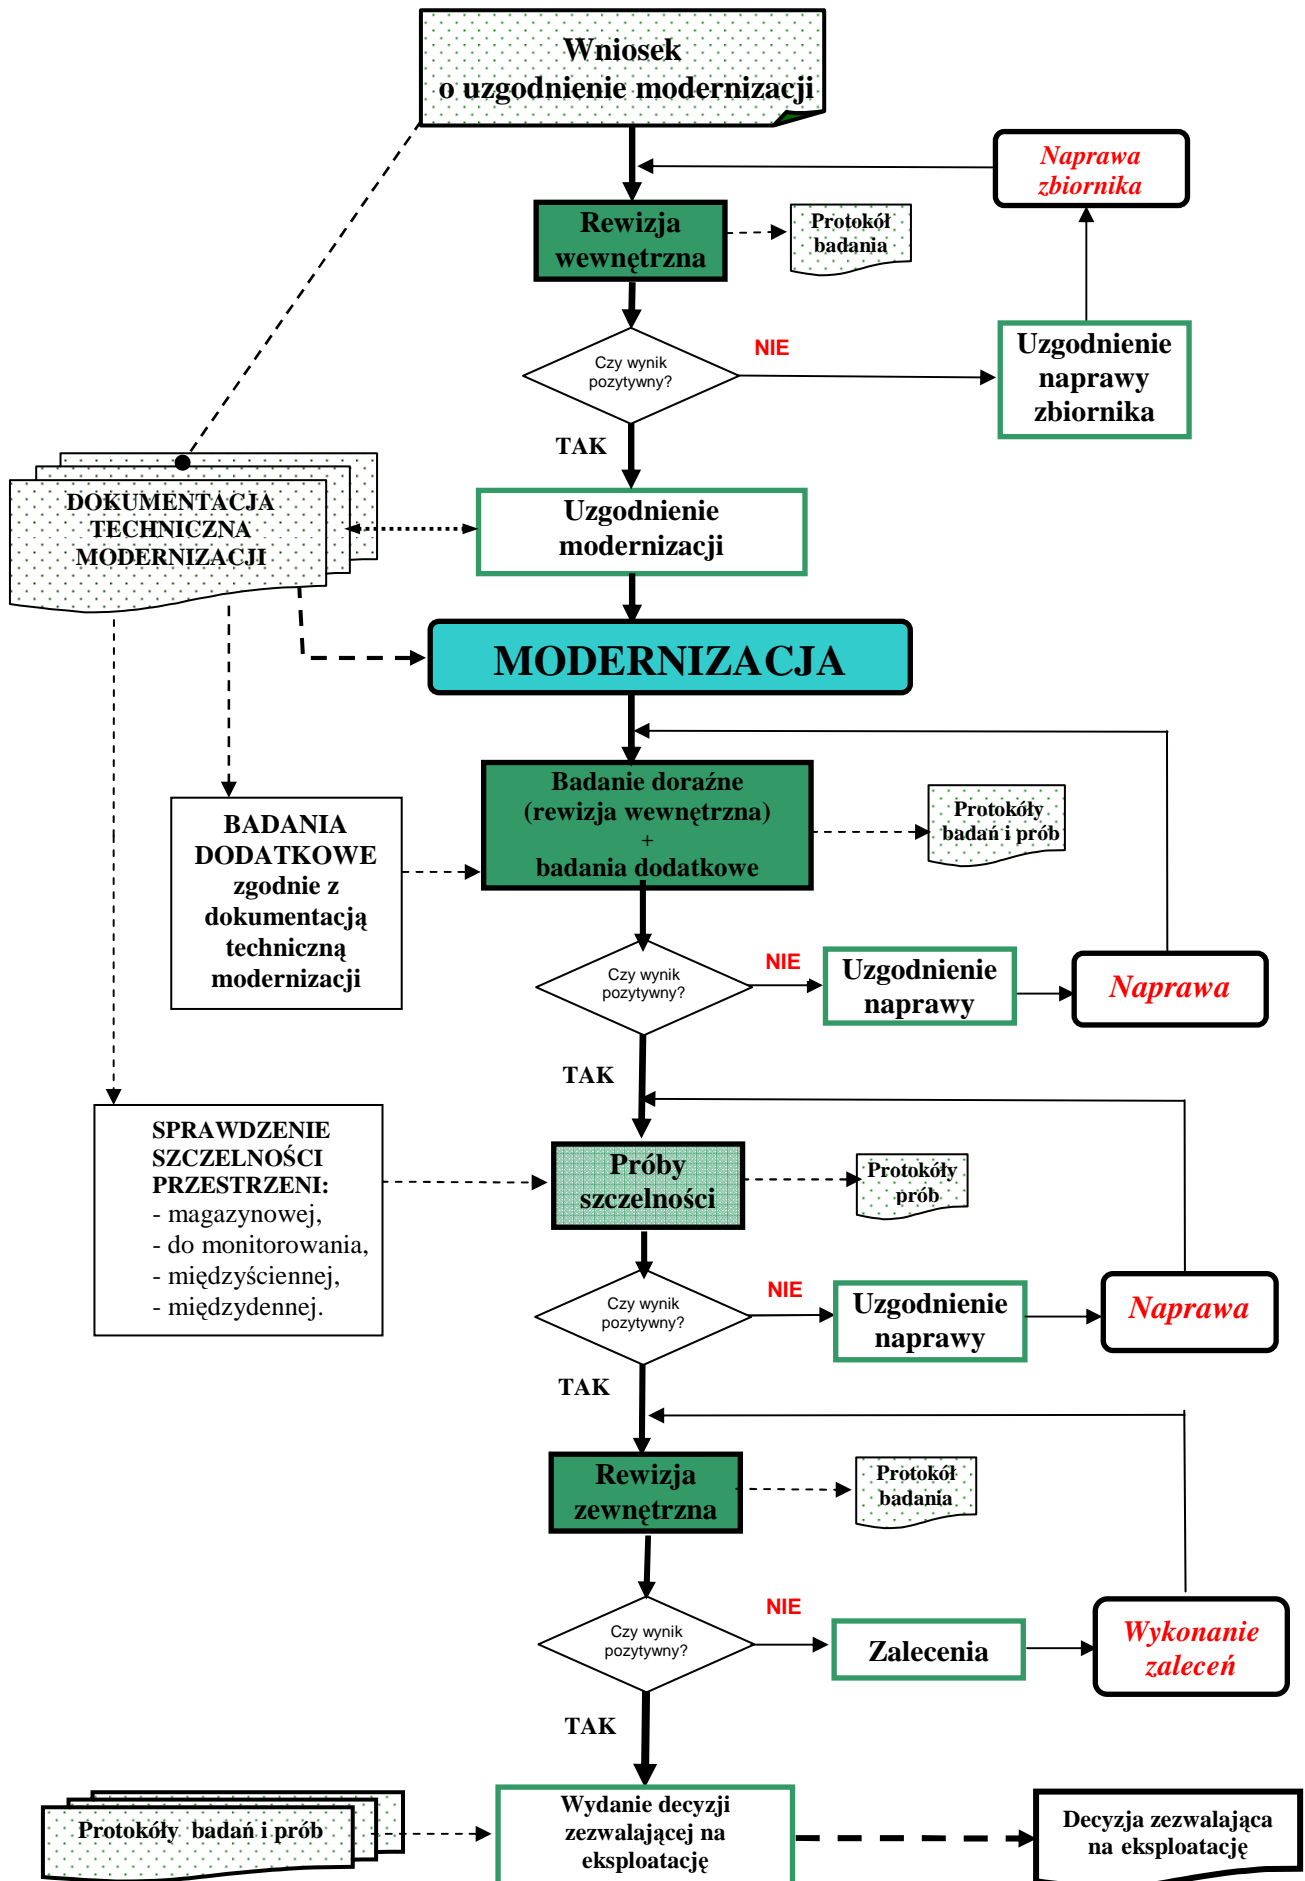 Wniosek
o uzgodnienie modernizacji
Naprawa
zbiornika
Rewizja
wewnętrzna
Protokół
badania
Czy wynik
pozytywny?
NIE
Uzgodnienie
naprawy
zbiornika
TAK
DOKUMENTACJA
TECHNICZNA
MODERNIZACJI
Uzgodnienie
modernizacji
MODERNIZACJA
Badanie doraźne
(rewizja wewnętrzna)
+
badania dodatkowe
Protokóły
badań i prób
BADANIA
DODATKOWE
zgodnie z
dokumentacją
techniczną
modernizacji
Czy wynik
pozytywny?
NIE
Uzgodnienie
naprawy
Naprawa
TAK
SPRAWDZENIE
SZCZELNOŚCI
PRZESTRZENI:
- magazynowej,
- do monitorowania,
- międzyściennej,
- międzydennej.
Próby
szczelności
Protokóły
prób
Czy wynik
pozytywny?
NIE
Uzgodnienie
naprawy
Naprawa
TAK
Rewizja
zewnętrzna
Protokół
badania
Czy wynik
pozytywny?
NIE
Zalecenia
Wykonanie
zaleceń
TAK
Protokóły badań i prób
Wydanie decyzji
zezwalającej na
eksploatację
Decyzja zezwalająca
na eksploatację